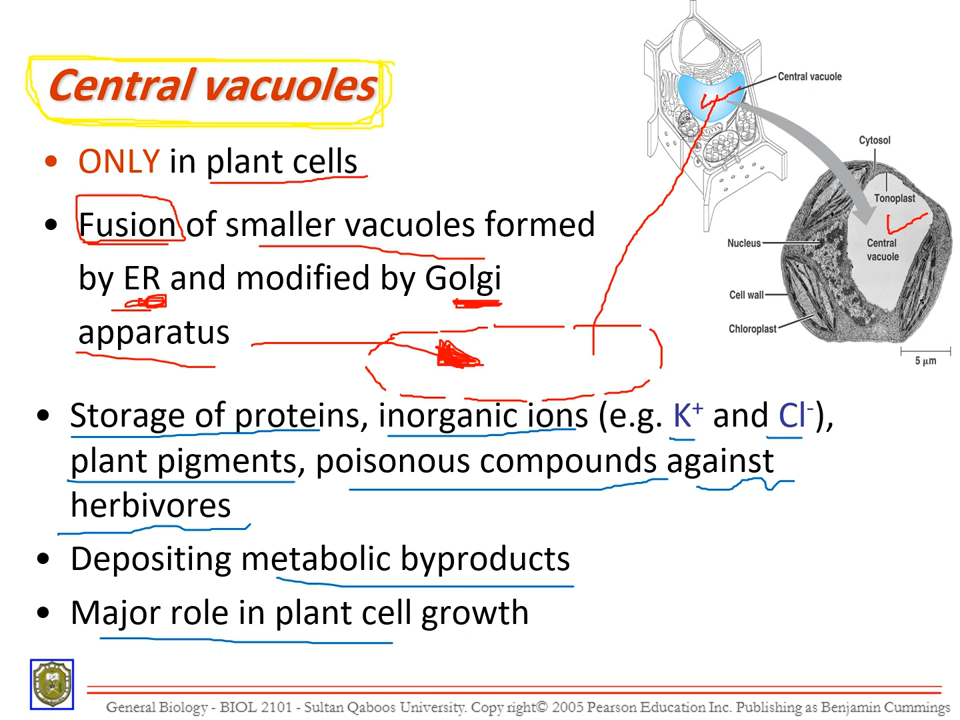 Central vacuoles
• ONLY in plant cells
• Fusion of smaller vacuoles formed
by ER and modified by Golgi
apparatus
• Storage of proteins, inorganic ions (e.g. K⁺ and Cl⁻),
plant pigments, poisonous compounds against
herbivores
• Depositing metabolic byproducts
• Major role in plant cell growth
Central vacuole
Cytosol
Tonoplast
Nucleus
Central
vacuole
Cell wall
Chloroplast
5 µm
General Biology - BIOL 2101 - Sultan Qaboos University. Copy right© 2005 Pearson Education Inc. Publishing as Benjamin Cummings